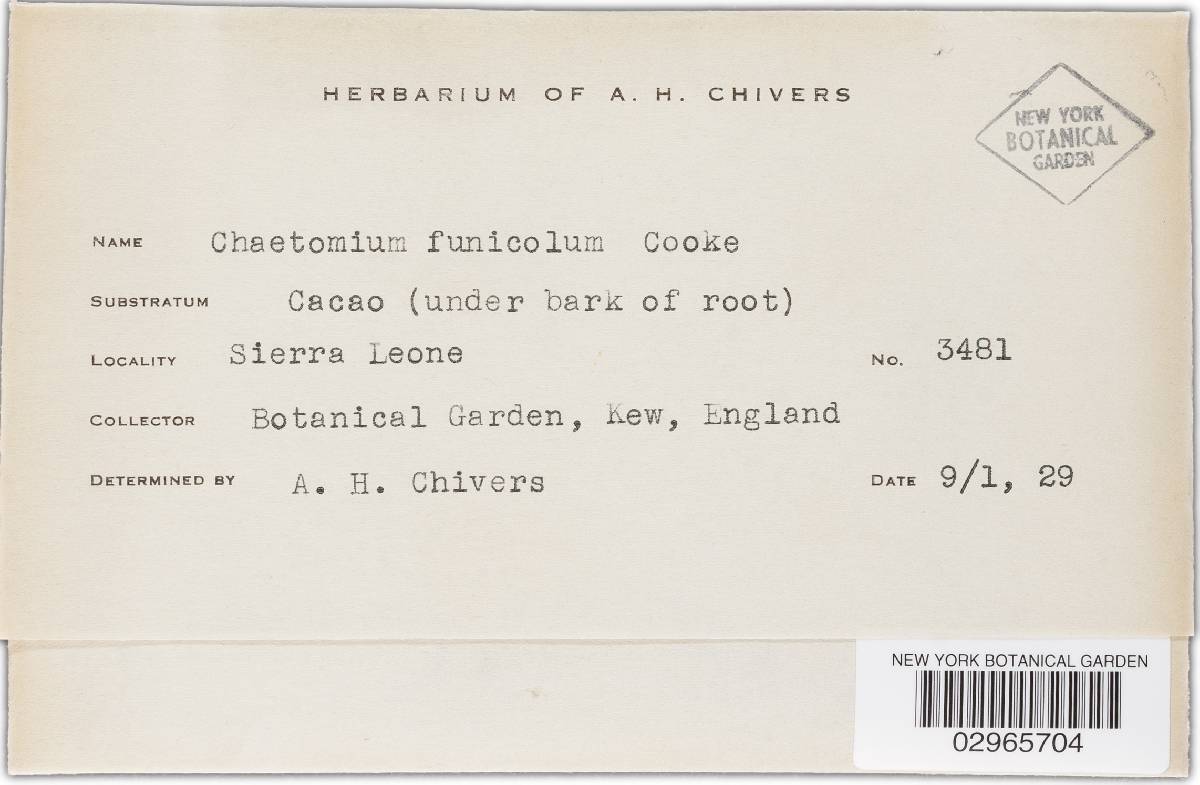 HERBARIUM OF A. H. CHIVERS
NEW YORK
BOTANICAL
GARDEN
NAME Chaetomium funicolum Cooke
SUBSTRATUM Cacao (under bark of root)
LOCALITY Sierra Leone No. 3481
COLLECTOR Botanical Garden, Kew, England
DETERMINED BY A. H. Chivers DATE 9/1, 29
NEW YORK BOTANICAL GARDEN
02965704